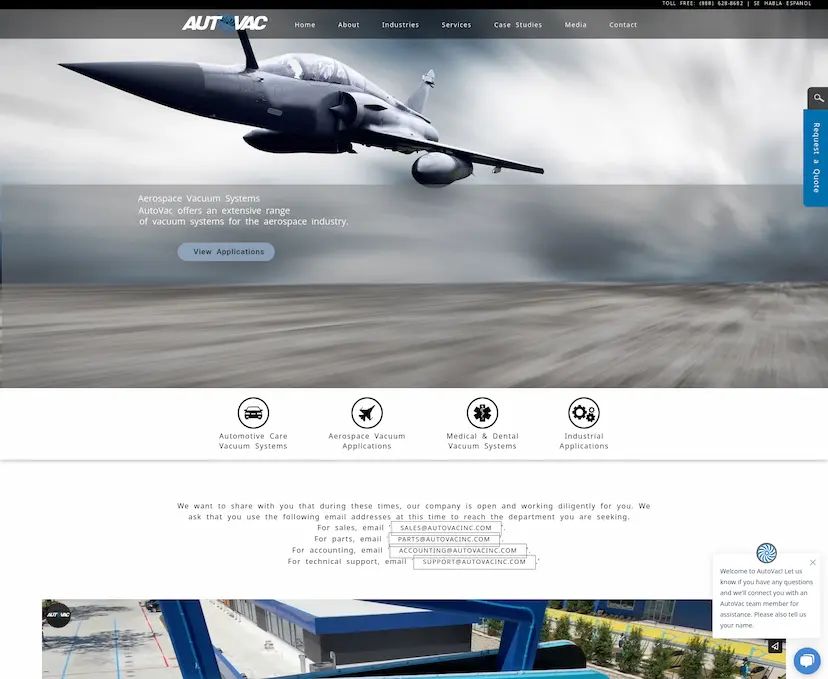 TOLL FREE: (888) 628-8682 | SE HABLA ESPANOL
AUTOVAC
Home About Industries Services Case Studies Media Contact
Request a Quote
Aerospace Vacuum Systems
AutoVac offers an extensive range
of vacuum systems for the aerospace industry.
View Applications
Automotive Care
Vacuum Systems
Aerospace Vacuum
Applications
Medical & Dental
Vacuum Systems
Industrial
Applications
We want to share with you that during these times, our company is open and working diligently for you. We
ask that you use the following email addresses at this time to reach the department you are seeking.
For sales, email 'SALES@AUTOVACINC.COM'.
For parts, email 'PARTS@AUTOVACINC.COM'.
For accounting, email 'ACCOUNTING@AUTOVACINC.COM'.
For technical support, email 'SUPPORT@AUTOVACINC.COM.'
AUTOVAC
Welcome to AutoVac! Let us
know if you have any questions
and we'll connect you with an
AutoVac team member for
assistance. Please also tell us
your name.